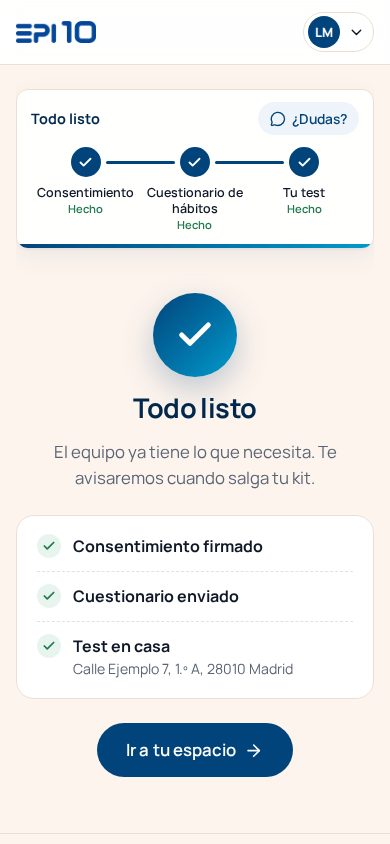 EPI10
LM
Todo listo
¿Dudas?
Consentimiento
Hecho
Cuestionario de
hábitos
Hecho
Tu test
Hecho
Todo listo
El equipo ya tiene lo que necesita. Te
avisaremos cuando salga tu kit.
Consentimiento firmado
Cuestionario enviado
Test en casa
Calle Ejemplo 7, 1.º A, 28010 Madrid
Ir a tu espacio